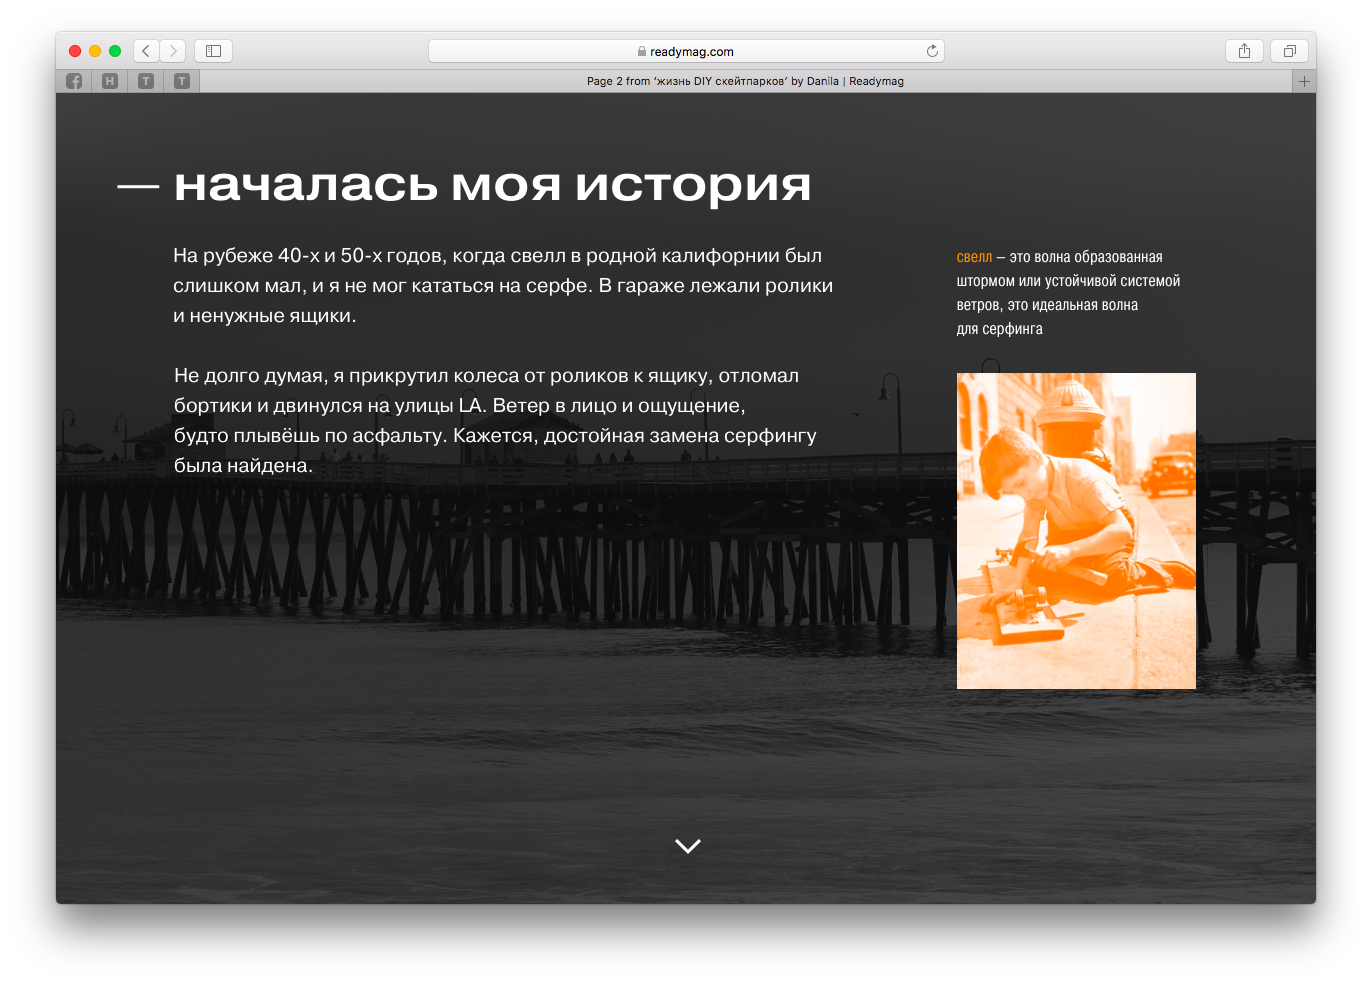 readymag.com
H
T
T
Page 2 from ‘жизнь DIY скейтпарков’ by Danila | Readymag
— началась моя история
На рубеже 40-х и 50-х годов, когда свелл в родной калифорнии был
слишком мал, и я не мог кататься на серфе. В гараже лежали ролики
и ненужные ящики.
Не долго думая, я прикрутил колеса от роликов к ящику, отломал
бортики и двинулся на улицы LA. Ветер в лицо и ощущение,
будто плывёшь по асфальту. Кажется, достойная замена серфингу
была найдена.
свелл – это волна образованная
штормом или устойчивой системой
ветров, это идеальная волна
для серфинга